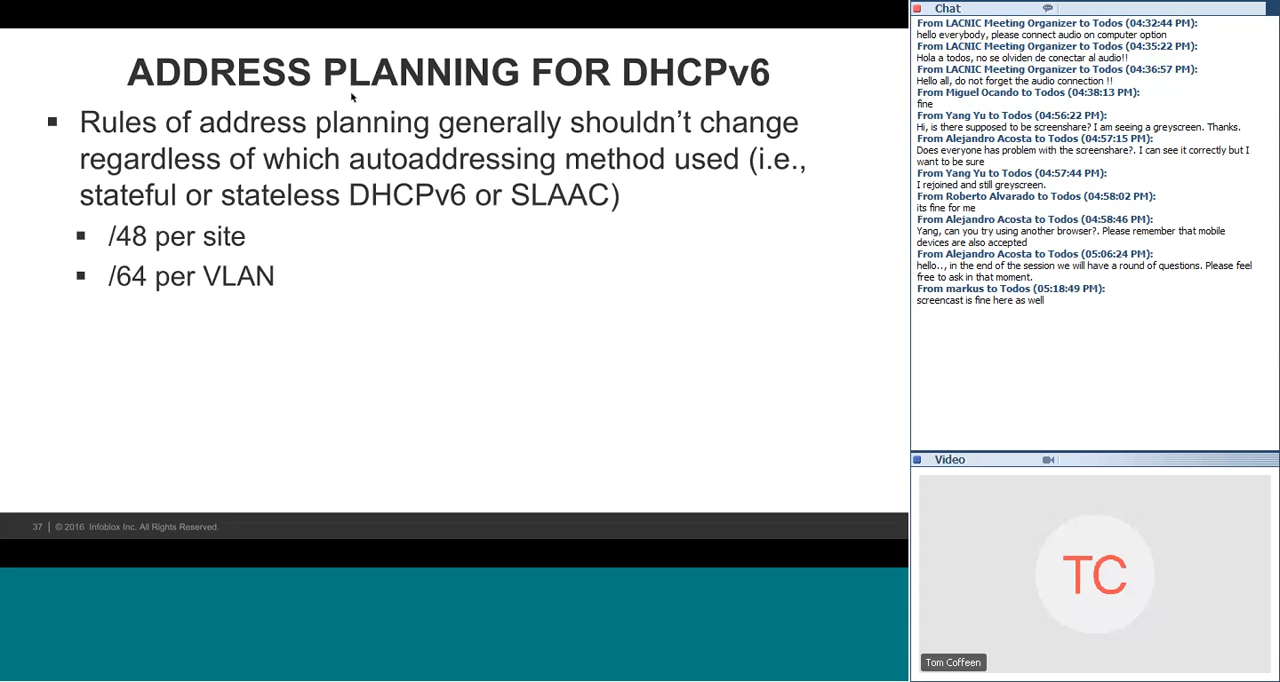 ADDRESS PLANNING FOR DHCPv6
▪ Rules of address planning generally shouldn’t change
regardless of which autoaddressing method used (i.e.,
stateful or stateless DHCPv6 or SLAAC)
▪ /48 per site
▪ /64 per VLAN
37 | © 2016 Infoblox Inc. All Rights Reserved.
Chat
From LACNIC Meeting Organizer to Todos (04:32:44 PM):
hello everybody, please connect audio on computer option
From LACNIC Meeting Organizer to Todos (04:35:22 PM):
Hola a todos, no se olviden de conectar al audio!!
From LACNIC Meeting Organizer to Todos (04:36:57 PM):
Hello all, do not forget the audio connection !!
From Miguel Ocando to Todos (04:38:13 PM):
fine
From Yang Yu to Todos (04:56:22 PM):
Hi, is there supposed to be screenshare? I am seeing a greyscreen. Thanks.
From Alejandro Acosta to Todos (04:57:15 PM):
Does everyone has problem with the screenshare?. I can see it correctly but I
want to be sure
From Yang Yu to Todos (04:57:44 PM):
I rejoined and still greyscreen.
From Roberto Alvarado to Todos (04:58:02 PM):
its fine for me
From Alejandro Acosta to Todos (04:58:46 PM):
Yang, can you try using another browser?. Please remember that mobile
devices are also accepted
From Alejandro Acosta to Todos (05:06:24 PM):
hello.., in the end of the session we will have a round of questions. Please feel
free to ask in that moment.
From markus to Todos (05:18:49 PM):
screencast is fine here as well
Video
TC
Tom Coffeen